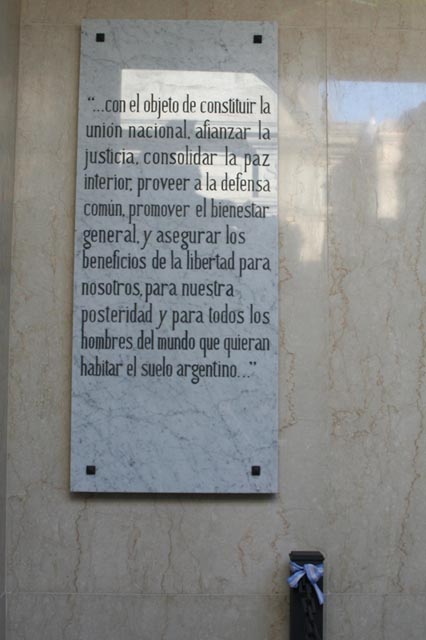 “...con el objeto de constituir la
unión nacional, afianzar la
justicia, consolidar la paz
interior, proveer a la defensa
común, promover el bienestar
general, y asegurar los
beneficios de la libertad para
nosotros, para nuestra
posteridad y para todos los
hombres del mundo que quieran
habitar el suelo argentino...”